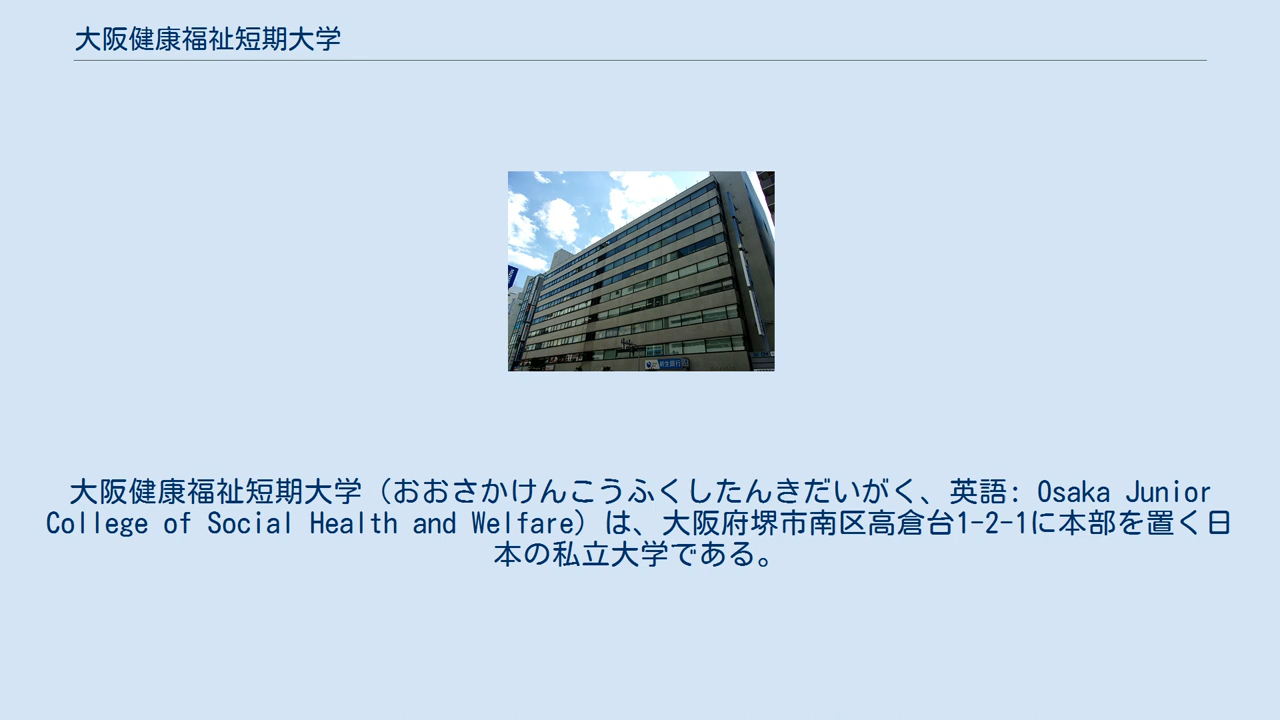 大阪健康福祉短期大学
新生銀行
大阪健康福祉短期大学（おおさかけんこうふくしたんきだいがく、英語: Osaka Junior
College of Social Health and Welfare）は、大阪府堺市南区高倉台1-2-1に本部を置く日
本の私立大学である。